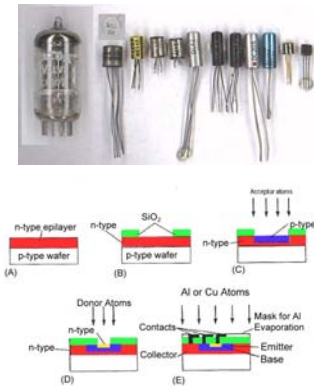 n-type epilayer
p-type wafer
(A)
SiO₂
n-type
p-type wafer
(B)
Acceptor atoms
p-type
n-type
(C)
Donor Atoms
n-type
n-type
(D)
Al or Cu Atoms
Contacts
Mask for Al
Evaporation
Emitter
Collector
Base
(E)